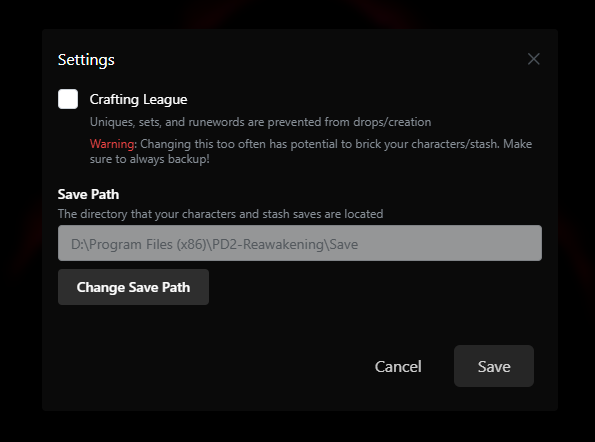 Settings
Crafting League
Uniques, sets, and runewords are prevented from drops/creation
Warning: Changing this too often has potential to brick your characters/stash. Make
sure to always backup!
Save Path
The directory that your characters and stash saves are located
D:\Program Files (x86)\PD2-Reawakening\Save
Change Save Path
Cancel
Save